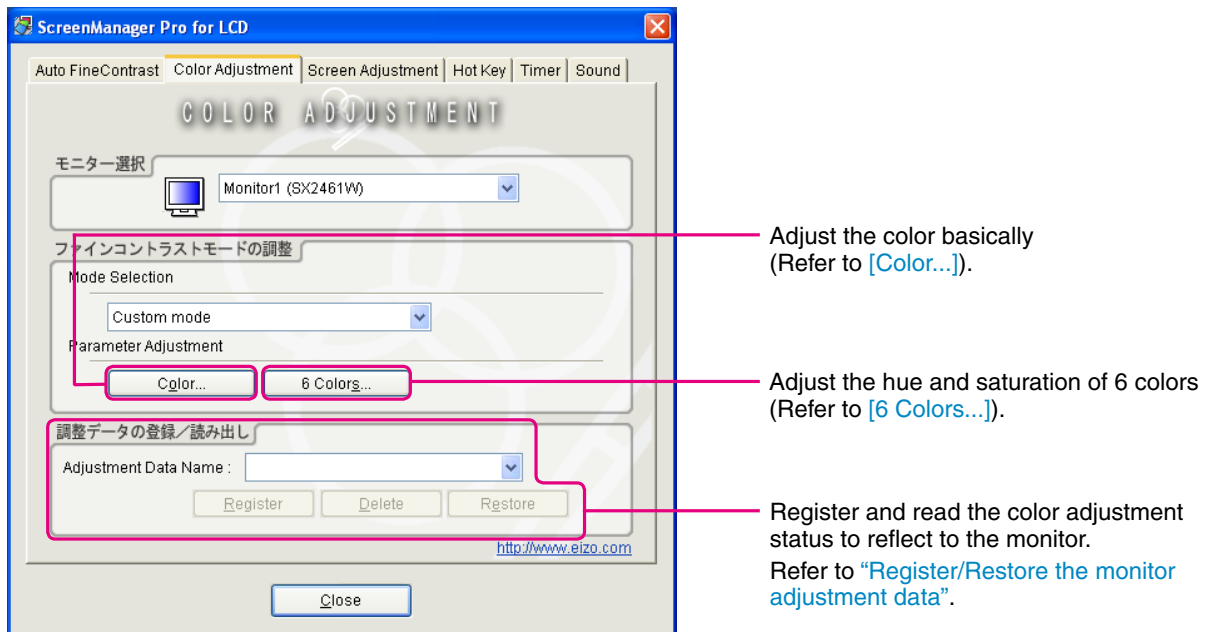 ScreenManager Pro for LCD
Auto FineContrast Color Adjustment Screen Adjustment Hot Key Timer Sound
COLOR ADJUSTMENT
モニター選択
Monitor1 (SX2461W)
ファインコントラストモードの調整
Mode Selection
Custom mode
Parameter Adjustment
Color... 6 Colors...
調整データの登録／読み出し
Adjustment Data Name :
Register Delete Restore
http://www.eizo.com
Close
Adjust the color basically
(Refer to [Color...]).
Adjust the hue and saturation of 6 colors
(Refer to [6 Colors...]).
Register and read the color adjustment
status to reflect to the monitor.
Refer to “Register/Restore the monitor
adjustment data”.